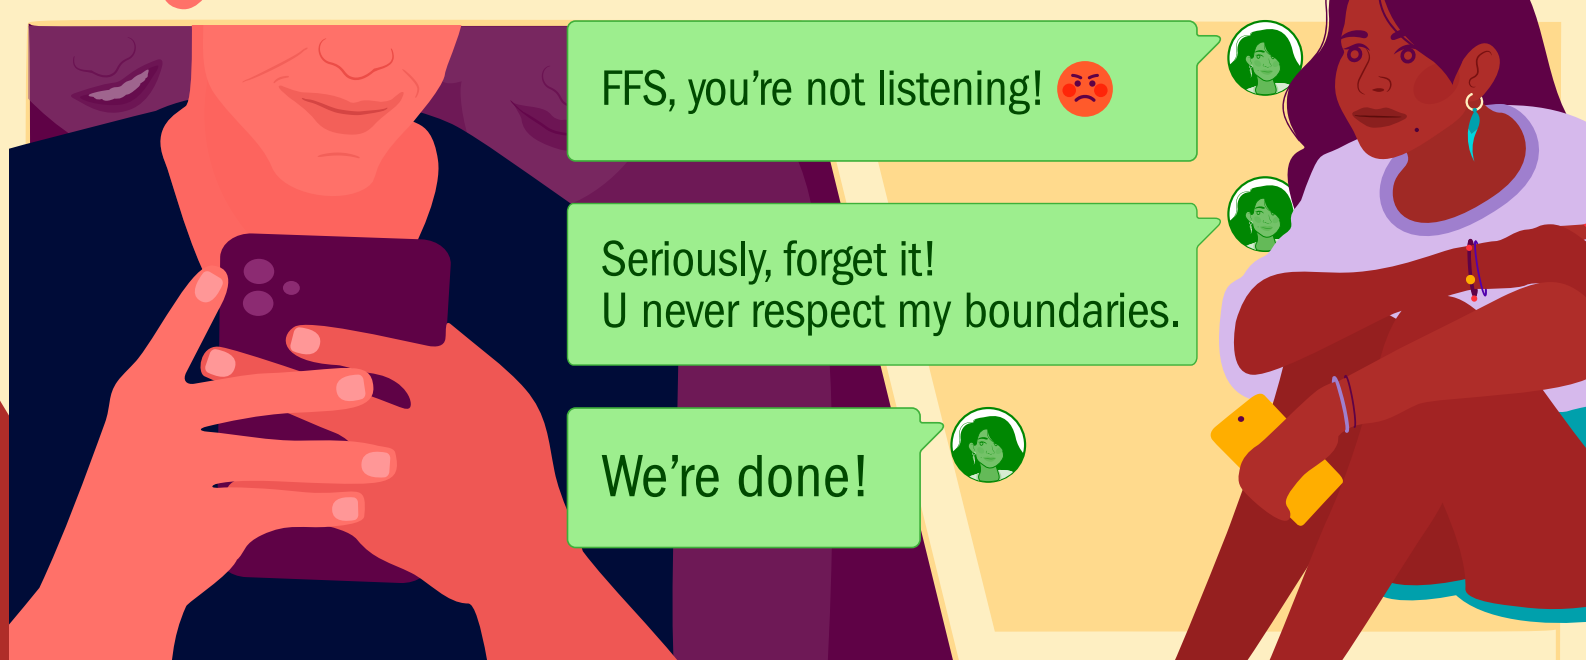 FFS, you’re not listening! 😡
Seriously, forget it!
U never respect my boundaries.
We’re done!